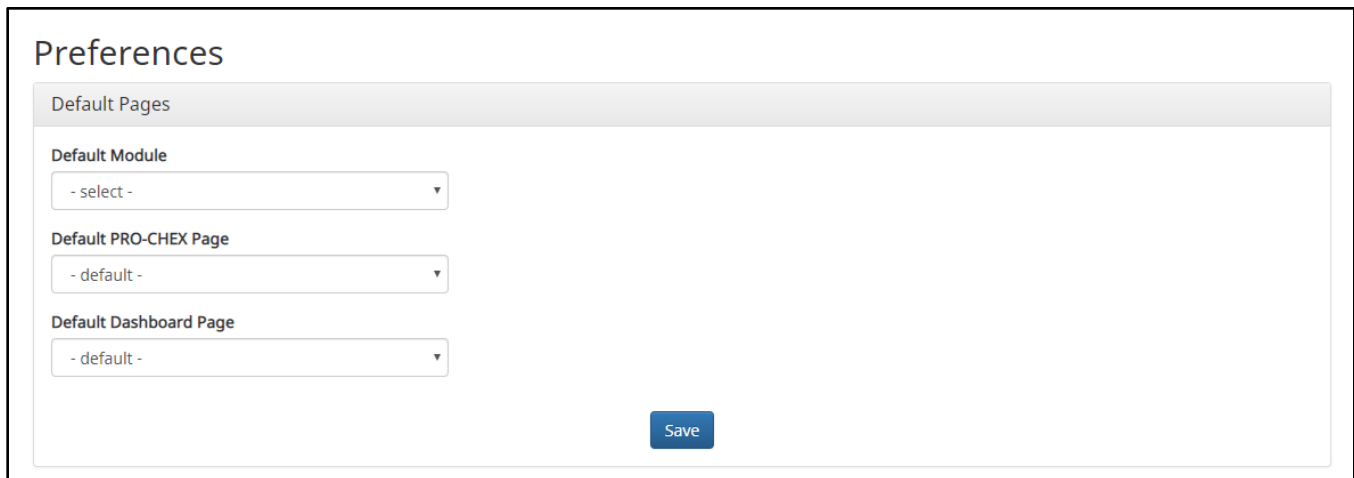 Preferences
Default Pages
Default Module
- select -
Default PRO-CHEX Page
- default -
Default Dashboard Page
- default -
Save